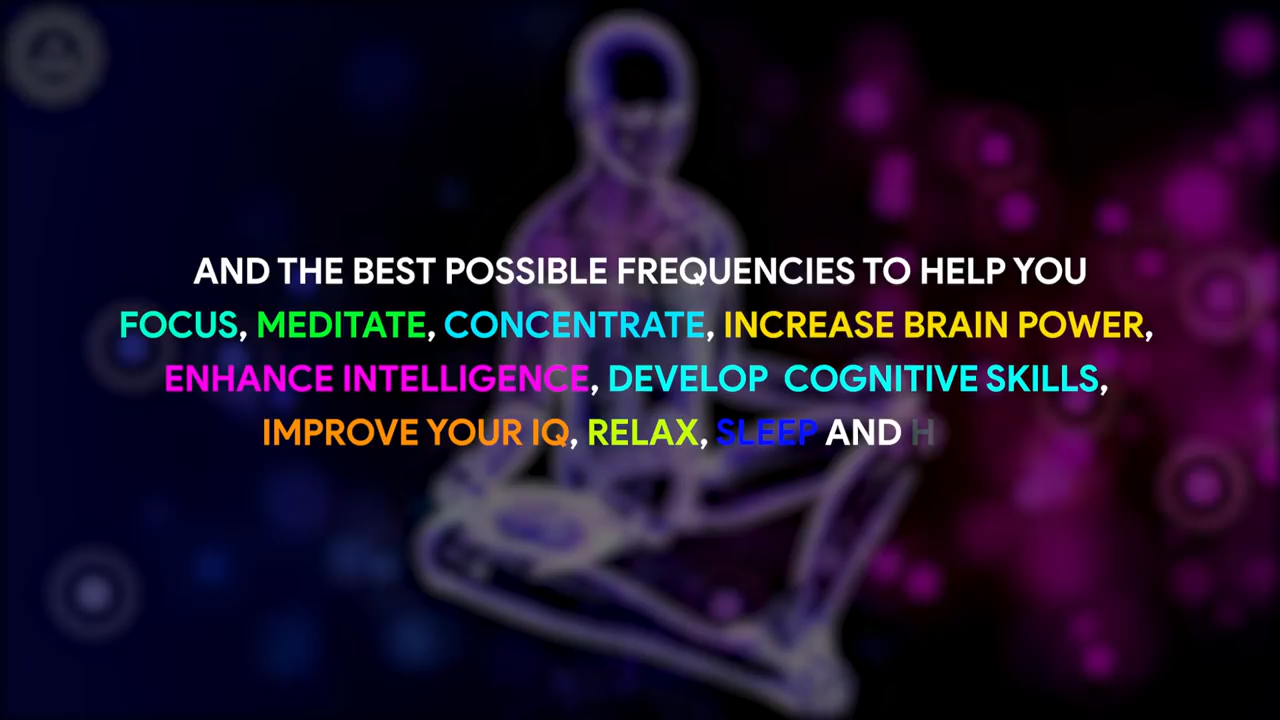 AND THE BEST POSSIBLE FREQUENCIES TO HELP YOU
FOCUS, MEDITATE, CONCENTRATE, INCREASE BRAIN POWER,
ENHANCE INTELLIGENCE, DEVELOP COGNITIVE SKILLS,
IMPROVE YOUR IQ, RELAX, SLEEP AND H